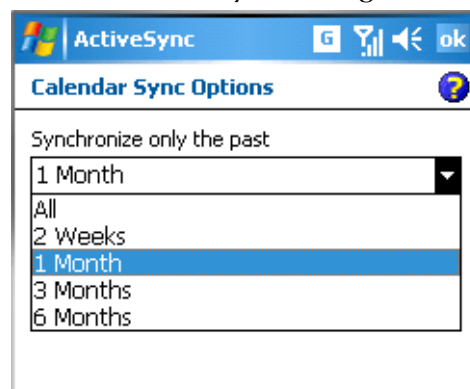 ActiveSync G ok
Calendar Sync Options ?
Synchronize only the past
1 Month
All
2 Weeks
1 Month
3 Months
6 Months